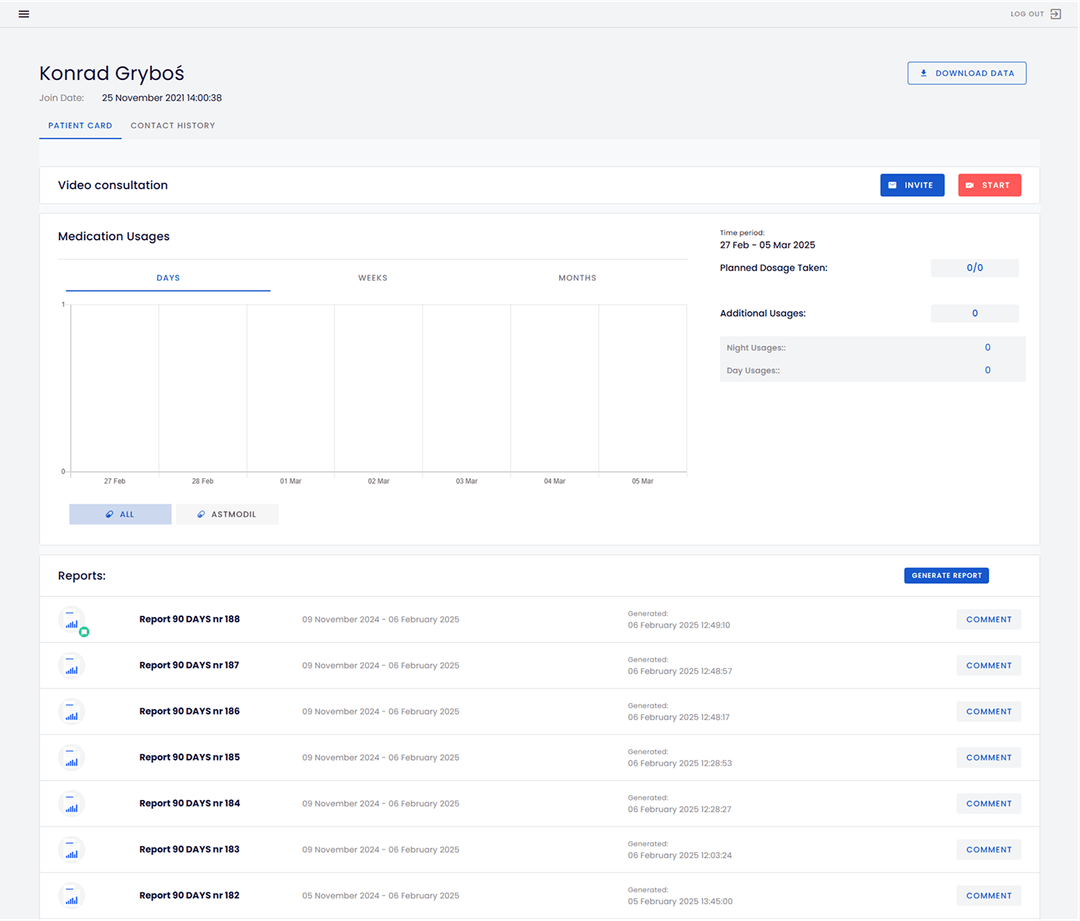 LOG OUT
Konrad Gryboś
DOWNLOAD DATA
Join Date: 25 November 2021 14:00:38
PATIENT CARD CONTACT HISTORY
Video consultation
INVITE START
Medication Usages
DAYS WEEKS MONTHS
1
0
27 Feb 28 Feb 01 Mar 02 Mar 03 Mar 04 Mar 05 Mar
ALL ASTMODIL
Time period:
27 Feb - 05 Mar 2025
Planned Dosage Taken: 0/0
Additional Usages: 0
Night Usages:: 0
Day Usages:: 0
Reports:
GENERATE REPORT
Report 90 DAYS nr 188 09 November 2024 - 06 February 2025 Generated: COMMENT
06 February 2025 12:49:10
Report 90 DAYS nr 187 09 November 2024 - 06 February 2025 Generated: COMMENT
06 February 2025 12:48:57
Report 90 DAYS nr 186 09 November 2024 - 06 February 2025 Generated: COMMENT
06 February 2025 12:48:17
Report 90 DAYS nr 185 09 November 2024 - 06 February 2025 Generated: COMMENT
06 February 2025 12:28:53
Report 90 DAYS nr 184 09 November 2024 - 06 February 2025 Generated: COMMENT
06 February 2025 12:28:27
Report 90 DAYS nr 183 09 November 2024 - 06 February 2025 Generated: COMMENT
06 February 2025 12:03:24
Report 90 DAYS nr 182 05 November 2024 - 06 February 2025 Generated: COMMENT
05 February 2025 13:45:00